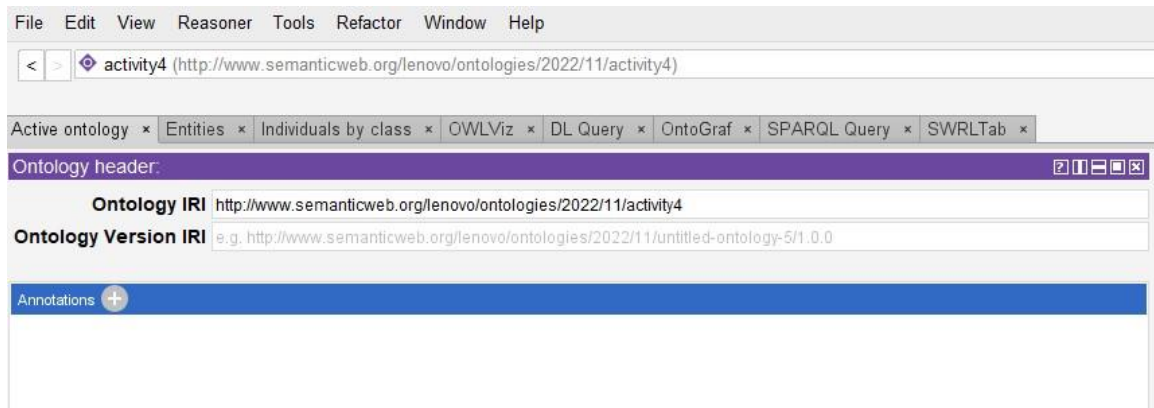 File Edit View Reasoner Tools Refactor Window Help
< > activity4 (http://www.semanticweb.org/lenovo/ontologies/2022/11/activity4)
Active ontology × Entities × Individuals by class × OWLViz × DL Query × OntoGraf × SPARQL Query × SWRLTab ×
Ontology header:
Ontology IRI http://www.semanticweb.org/lenovo/ontologies/2022/11/activity4
Ontology Version IRI e.g. http://www.semanticweb.org/lenovo/ontologies/2022/11/untitled-ontology-5/1.0.0
Annotations +